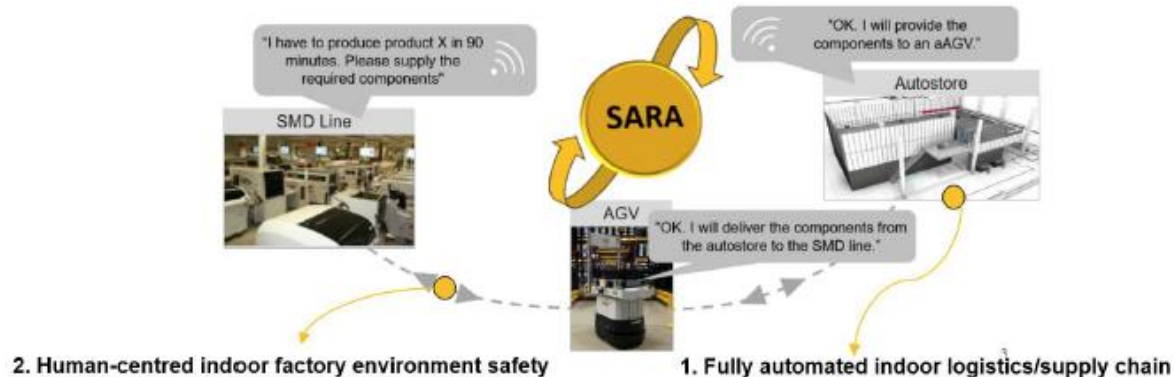 "I have to produce product X in 90
minutes. Please supply the
required components"
SMD Line
SARA
"OK. I will provide the
components to an aAGV."
Autostore
AGV
"OK. I will deliver the components from
the autostore to the SMD line."
2. Human-centred indoor factory environment safety
1. Fully automated indoor logistics/supply chain